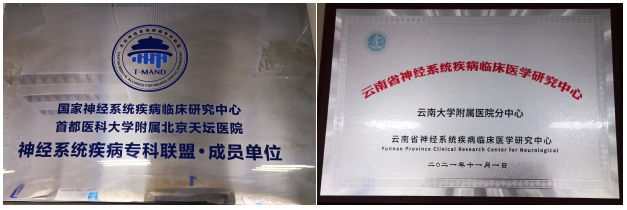 T-MAND
国家神经系统疾病临床研究中心
首都医科大学附属北京天坛医院
神经系统疾病专科联盟·成员单位
云南省神经系统疾病临床医学研究中心
云南大学附属医院分中心
云南省神经系统疾病临床医学研究中心
Yunnan Province Clinical Research Center for Neurological
二〇二一年十一月一日